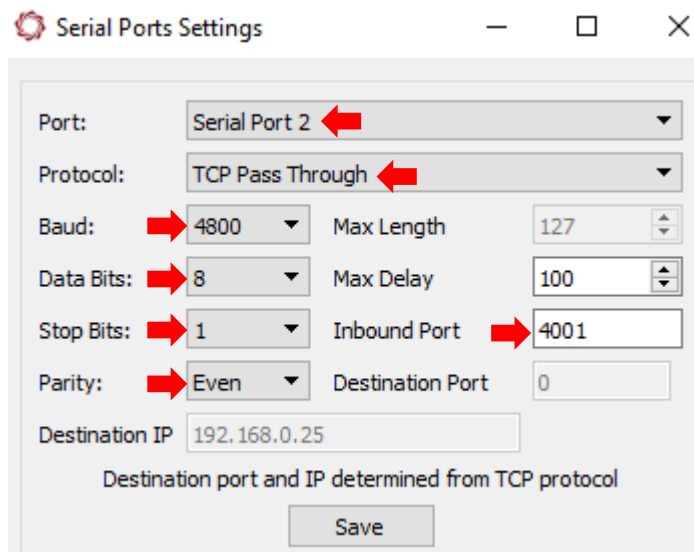 Serial Ports Settings
Port: Serial Port 2
Protocol: TCP Pass Through
Baud: 4800 Max Length 127
Data Bits: 8 Max Delay 100
Stop Bits: 1 Inbound Port 4001
Parity: Even Destination Port 0
Destination IP 192.168.0.25
Destination port and IP determined from TCP protocol
Save